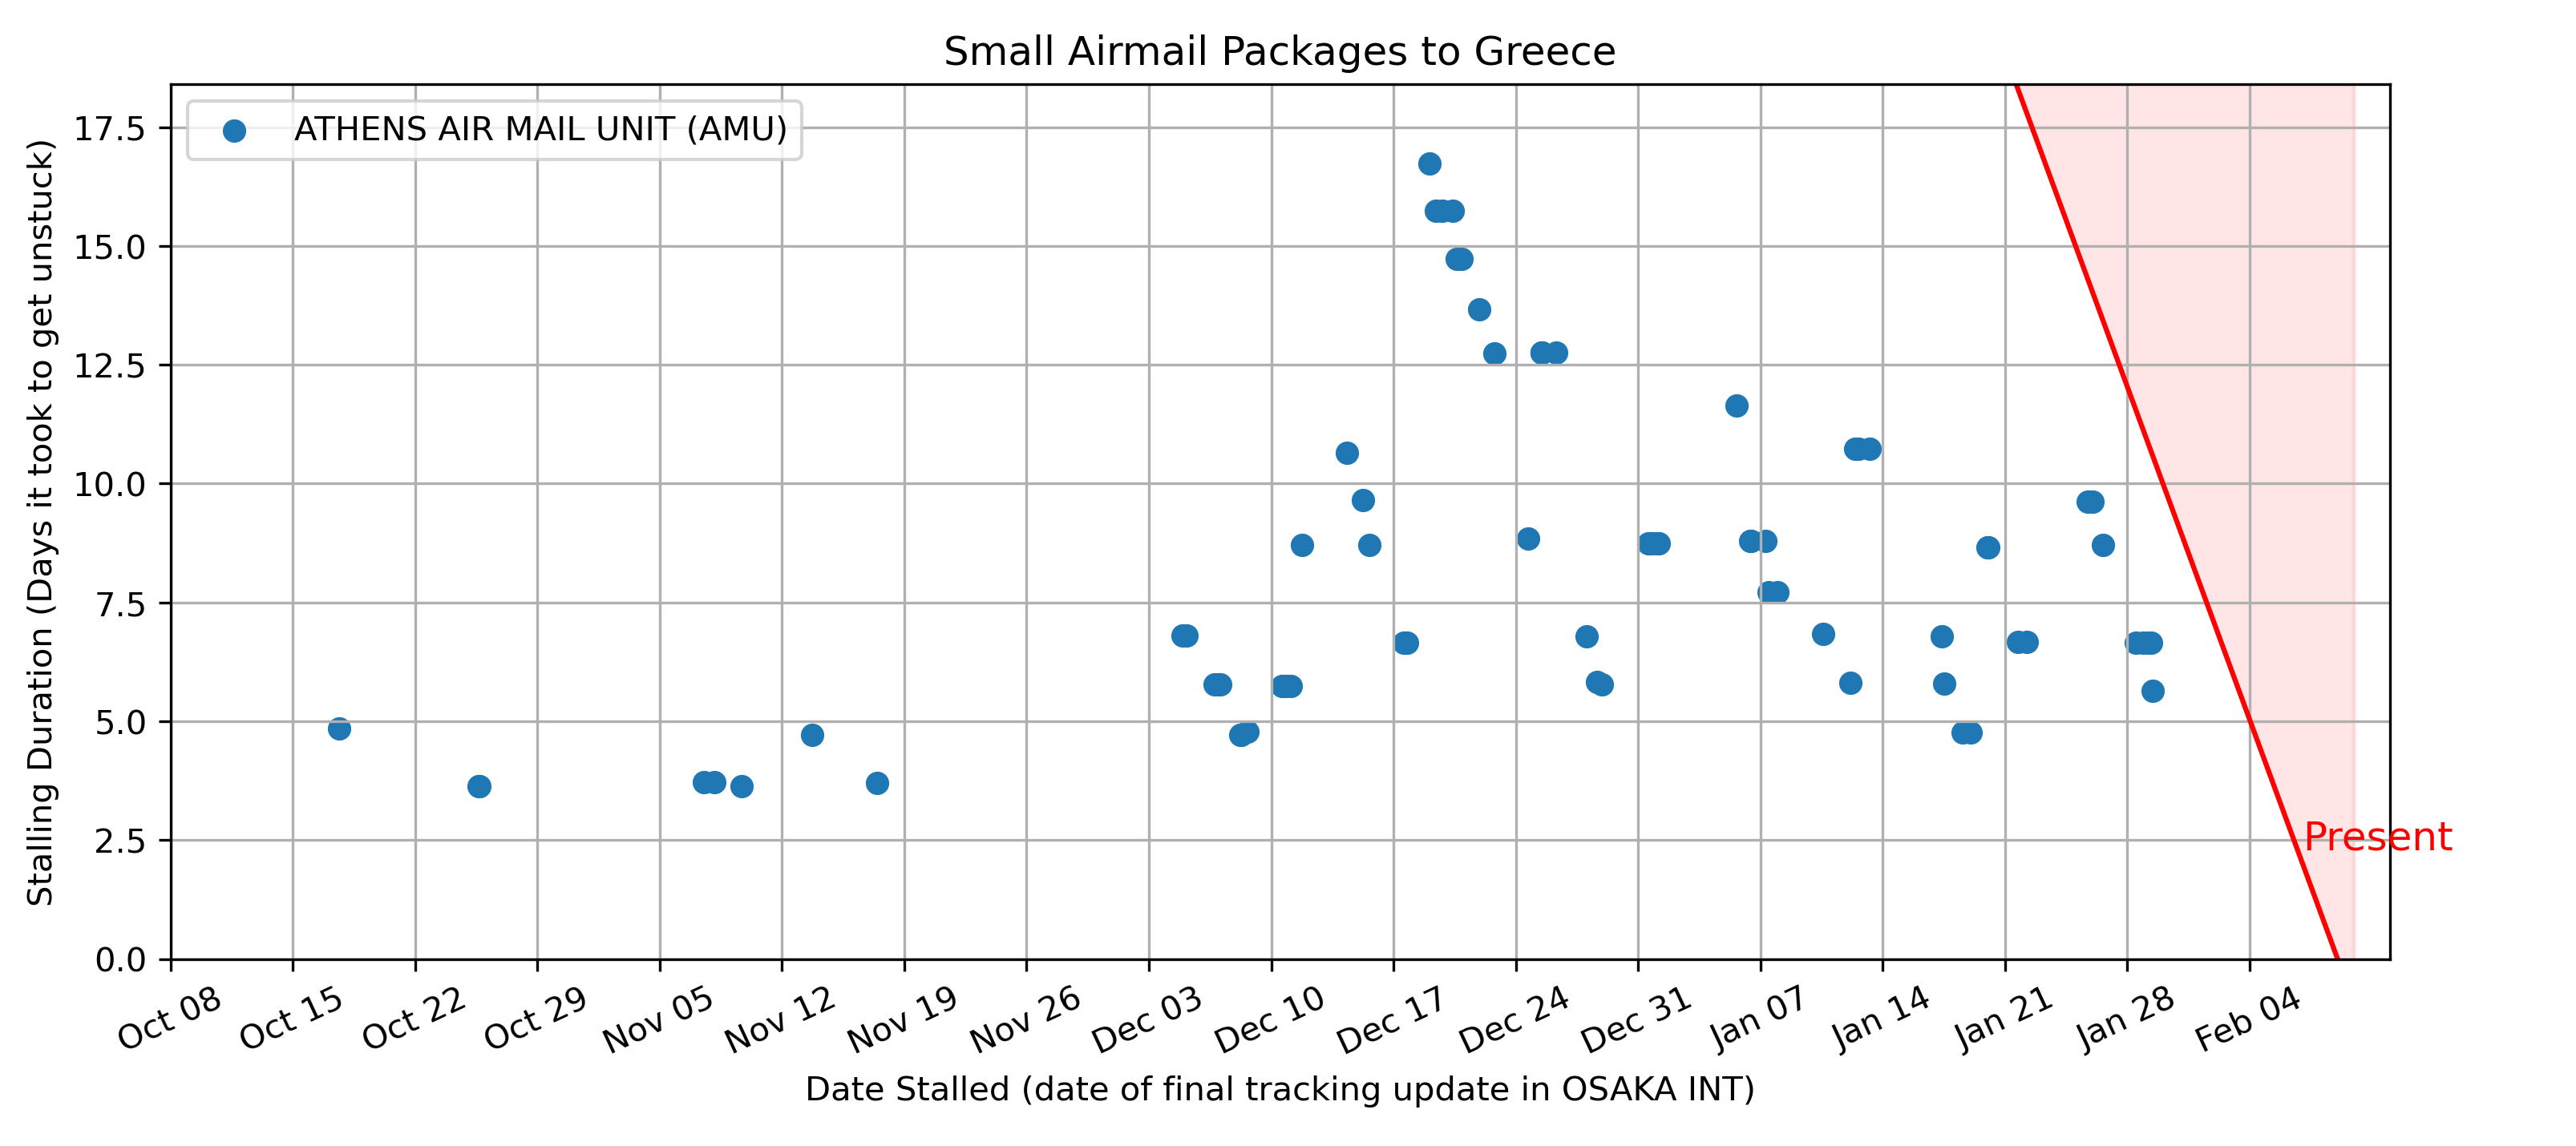 Small Airmail Packages to Greece
ATHENS AIR MAIL UNIT (AMU)
Stalling Duration (Days it took to get unstuck)
17.5
15.0
12.5
10.0
7.5
5.0
2.5
0.0
Present
Oct 08 Oct 15 Oct 22 Oct 29 Nov 05 Nov 12 Nov 19 Nov 26 Dec 03 Dec 10 Dec 17 Dec 24 Dec 31 Jan 07 Jan 14 Jan 21 Jan 28 Feb 04
Date Stalled (date of final tracking update in OSAKA INT)